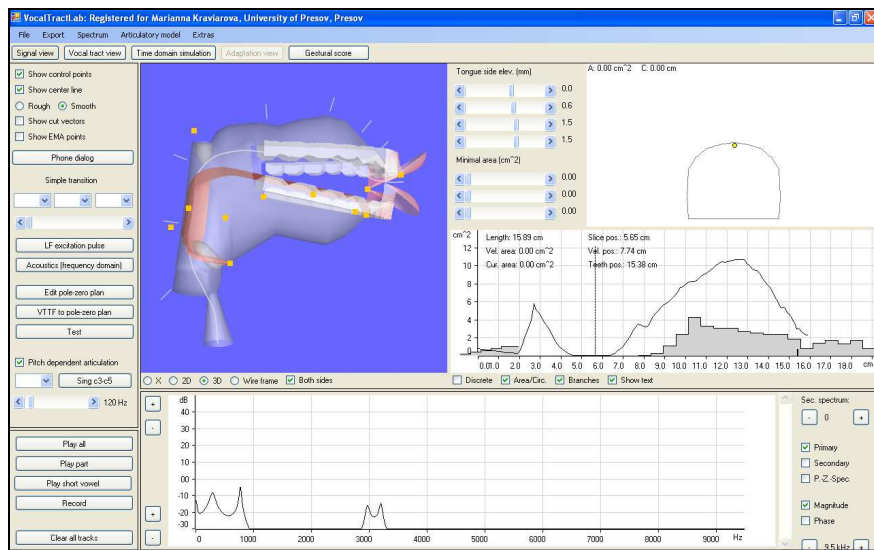 VocalTractLab: Registered for Marianna Kraviarova, University of Presov, Presov
File Export Spectrum Articulatory model Extras
Signal view Vocal tract view Time domain simulation Adaptation view Gestural score
Show control points
Show center line
Rough Smooth
Show cut vectors
Show EMA points
Phone dialog
Simple transition
LF excitation pulse
Acoustics (frequency domain)
Edit pole-zero plan
VTTF to pole-zero plan
Test
Pitch dependent articulation
Sing c3-c5
120 Hz
Play all
Play part
Play short vowel
Record
Clear all tracks
X 2D 3D Wire frame Both sides
Tongue side elev. (mm)
0.0
0.6
1.5
1.5
Minimal area (cm^2)
0.00
0.00
0.00
A: 0.00 cm^2 C: 0.00 cm
cm^2
Length: 15.89 cm Slice pos.: 5.65 cm
Vel. area: 0.00 cm^2 Vel. pos.: 7.74 cm
Cur. area: 0.00 cm^2 Teeth pos.: 15.38 cm
12
10
8
6
4
2
0.0 1.0 2.0 3.0 4.0 5.0 6.0 7.0 8.0 9.0 10.0 11.0 12.0 13.0 14.0 15.0 16.0 17.0 18.0 cm
Discrete Area/Circ. Branches Show text
+
-
+
-
dB
40
30
20
10
00
-10
-20
-30
0 1000 2000 3000 4000 5000 6000 7000 8000 9000 Hz
Sec. spectrum:
- 0 +
Primary
Secondary
P.-Z.-Spec.
Magnitude
Phase
- 9.5 kHz +